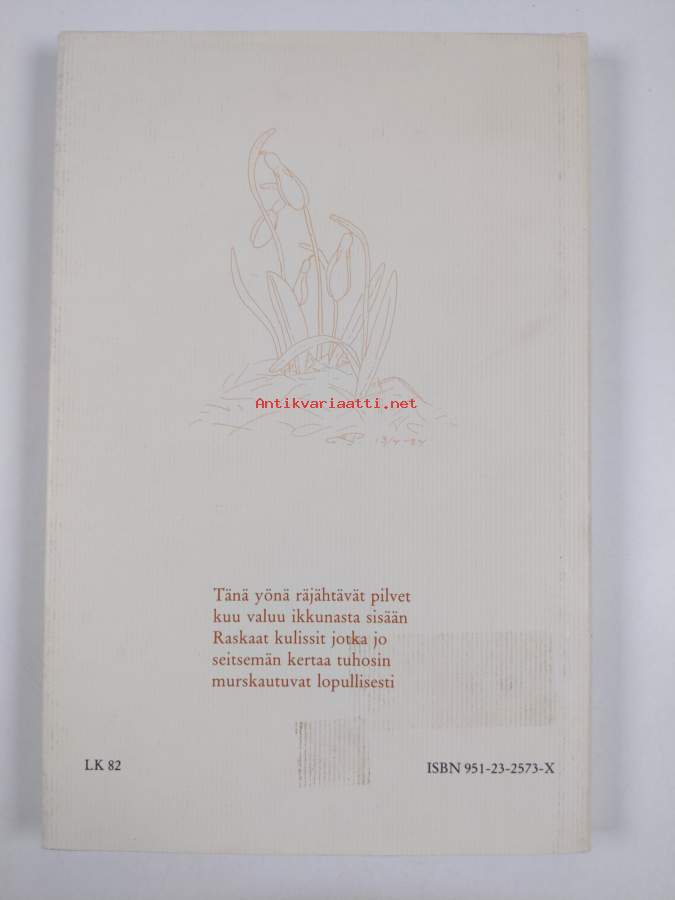 Antikvariaatti.net
Tänä yönä räjähtävät pilvet
kuu valuu ikkunasta sisään
Raskaat kulissit jotka jo
seitsemän kertaa tuhosin
murskautuvat lopullisesti
LK 82
ISBN 951-23-2573-X